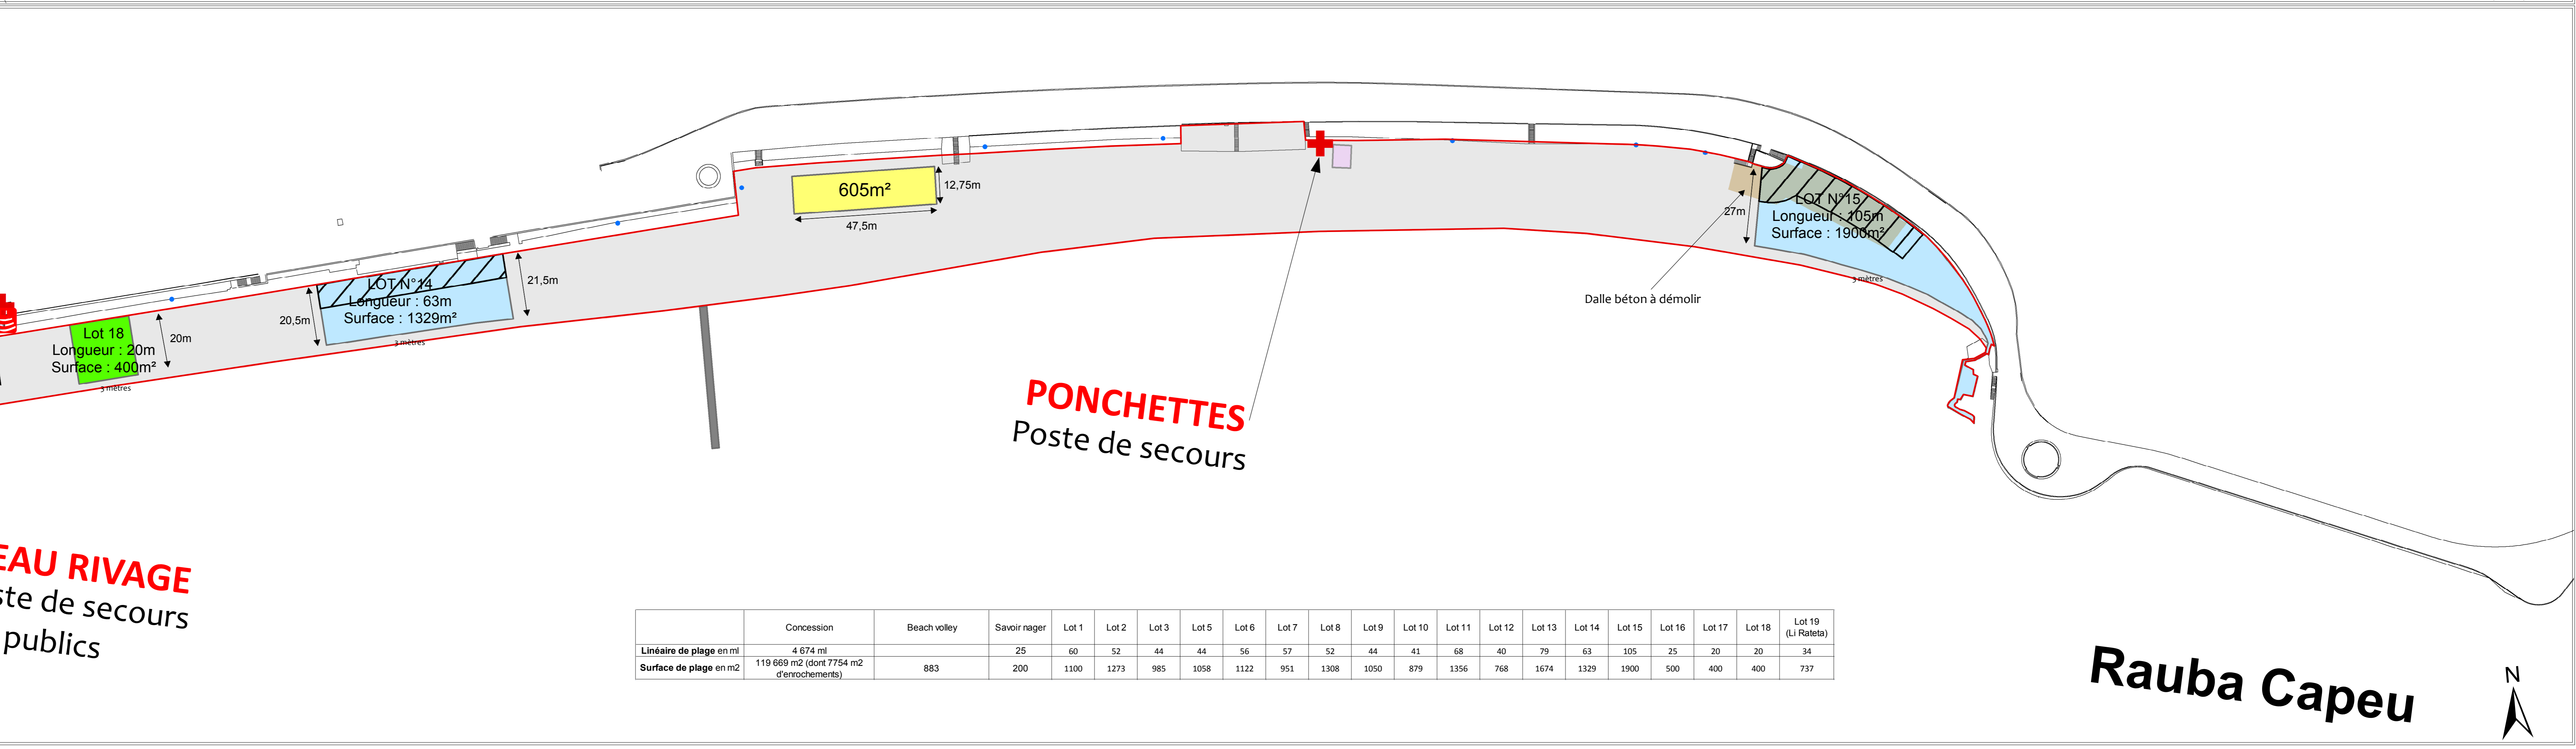 605m²
12,75m
47,5m
LOT N°15
Longueur : 105m
Surface : 1900m²
27m
3 mètres
Dalle béton à démolir
LOT N°14
Longueur : 63m
Surface : 1329m²
21,5m
20,5m
3 mètres
Lot 18
Longueur : 20m
Surface : 400m²
20m
3 mètres
PONCHETTES
Poste de secours
EAU RIVAGE
ste de secours
publics
Concession Beach volley Savoir nager Lot 1 Lot 2 Lot 3 Lot 5 Lot 6 Lot 7 Lot 8 Lot 9 Lot 10 Lot 11 Lot 12 Lot 13 Lot 14 Lot 15 Lot 16 Lot 17 Lot 18 Lot 19
(Li Rateta)
Linéaire de plage en ml 4 674 ml 25 60 52 44 44 56 57 52 44 41 68 40 79 63 105 25 20 20 34
Surface de plage en m2 119 669 m2 (dont 7754 m2
d'enrochements) 883 200 1100 1273 985 1058 1122 951 1308 1050 879 1356 768 1674 1329 1900 500 400 400 737
Rauba Capeu
N